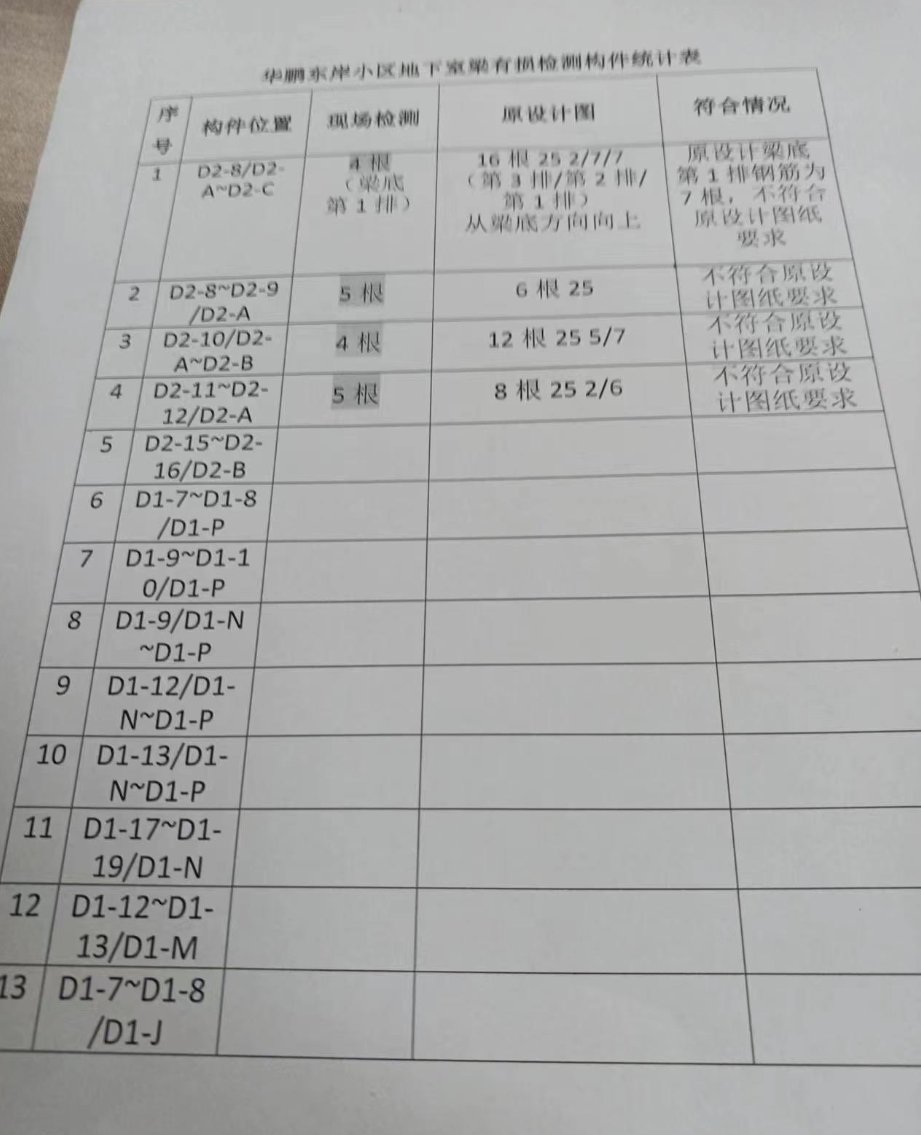 华鹏东岸小区地下室梁有损检测构件统计表
序
号
构件位置
现场检测
原设计图
符合情况
1
D2-8/D2-
A~D2-C
4 根
（梁底
第 1 排）
16 根 25 2/7/7
（第 3 排/第 2 排/
第 1 排）
从梁底方向向上
原设计梁底
第 1 排钢筋为
7 根，不符合
原设计图纸
要求
2
D2-8~D2-9
/D2-A
5 根
6 根 25
不符合原设
计图纸要求
3
D2-10/D2-
A~D2-B
4 根
12 根 25 5/7
不符合原设
计图纸要求
4
D2-11~D2-
12/D2-A
5 根
8 根 25 2/6
不符合原设
计图纸要求
5
D2-15~D2-
16/D2-B
6
D1-7~D1-8
/D1-P
7
D1-9~D1-1
0/D1-P
8
D1-9/D1-N
~D1-P
9
D1-12/D1-
N~D1-P
10
D1-13/D1-
N~D1-P
11
D1-17~D1-
19/D1-N
12
D1-12~D1-
13/D1-M
13
D1-7~D1-8
/D1-J